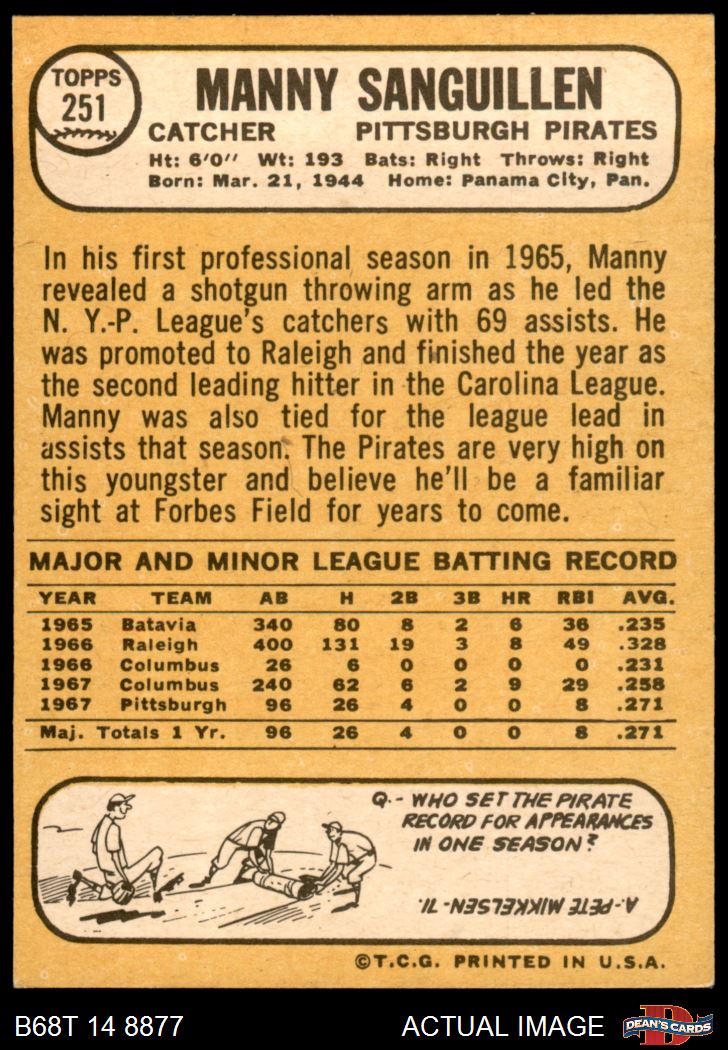 TOPPS
251
MANNY SANGUILLEN
CATCHER PITTSBURGH PIRATES
Ht: 6'0'' Wt: 193 Bats: Right Throws: Right
Born: Mar. 21, 1944 Home: Panama City, Pan.
In his first professional season in 1965, Manny
revealed a shotgun throwing arm as he led the
N. Y.-P. League's catchers with 69 assists. He
was promoted to Raleigh and finished the year as
the second leading hitter in the Carolina League.
Manny was also tied for the league lead in
assists that season. The Pirates are very high on
this youngster and believe he'll be a familiar
sight at Forbes Field for years to come.
MAJOR AND MINOR LEAGUE BATTING RECORD
YEAR TEAM AB H 2B 3B HR RBI AVG.
1965 Batavia 340 80 8 2 6 36 .235
1966 Raleigh 400 131 19 3 8 49 .328
1966 Columbus 26 6 0 0 0 0 .231
1967 Columbus 240 62 6 2 9 29 .258
1967 Pittsburgh 96 26 4 0 0 8 .271
Maj. Totals 1 Yr. 96 26 4 0 0 8 .271
Q.- WHO SET THE PIRATE
RECORD FOR APPEARANCES
IN ONE SEASON?
A.- PETE MIKKELSEN - 71.
©T.C.G. PRINTED IN U.S.A.
B68T 14 8877 ACTUAL IMAGE D DEAN'S CARDS